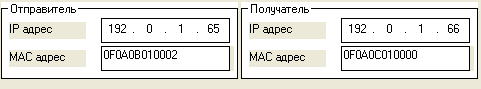 Отправитель
IP адрес 192 . 0 . 1 . 65
MAC адрес 0F0A0B010002
Получатель
IP адрес 192 . 0 . 1 . 66
MAC адрес 0F0A0C010000